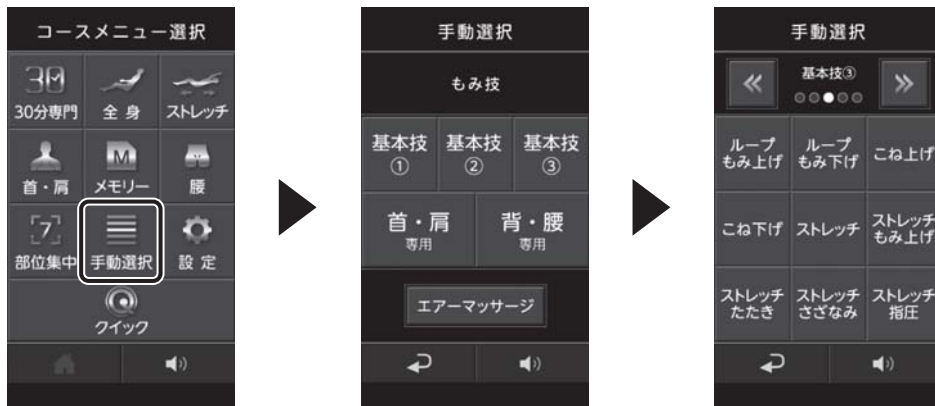 コースメニュー選択
30
30分専門
全身
ストレッチ
首・肩
M
メモリー
腰
7
部位集中
手動選択
設定
クイック
手動選択
もみ技
基本技
①
基本技
②
基本技
③
首・肩
専用
背・腰
専用
エアーマッサージ
手動選択
基本技③
ループ
もみ上げ
ループ
もみ下げ
こね上げ
こね下げ
ストレッチ
ストレッチ
もみ上げ
ストレッチ
たたき
ストレッチ
さざなみ
ストレッチ
指圧